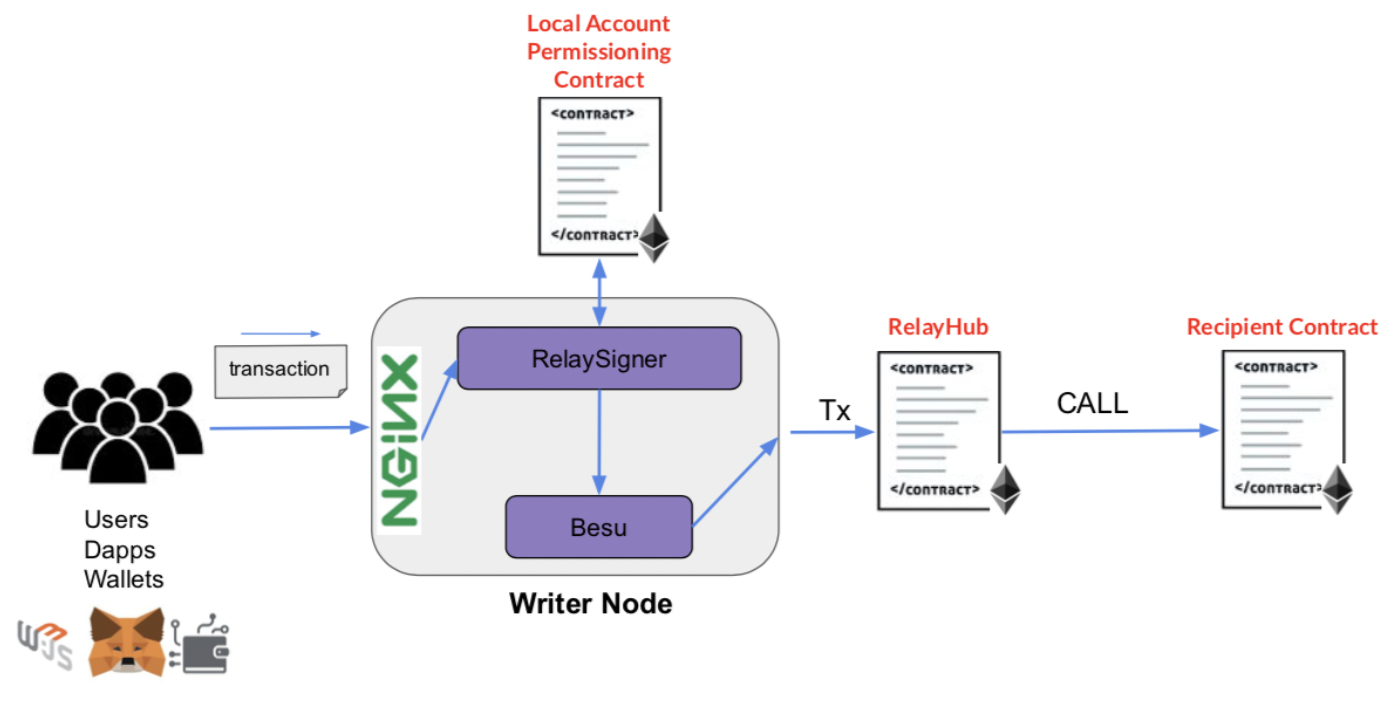 Local Account
Permissioning
Contract
<contract>
</contract>
transaction
NGiNX
RelaySigner
Besu
Writer Node
Users
Dapps
Wallets
W3JS
Tx
RelayHub
<contract>
</contract>
CALL
Recipient Contract
<contract>
</contract>